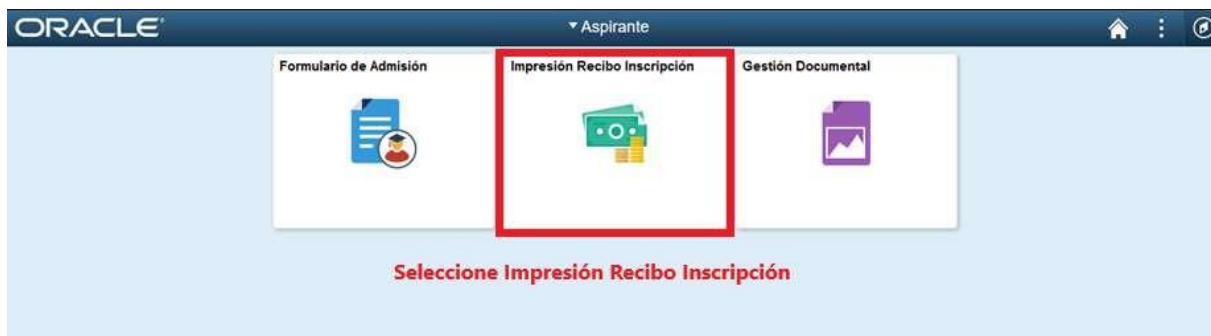 ORACLE
Aspirante
Formulario de Admisión
Impresión Recibo Inscripción
Gestión Documental
Seleccione Impresión Recibo Inscripción